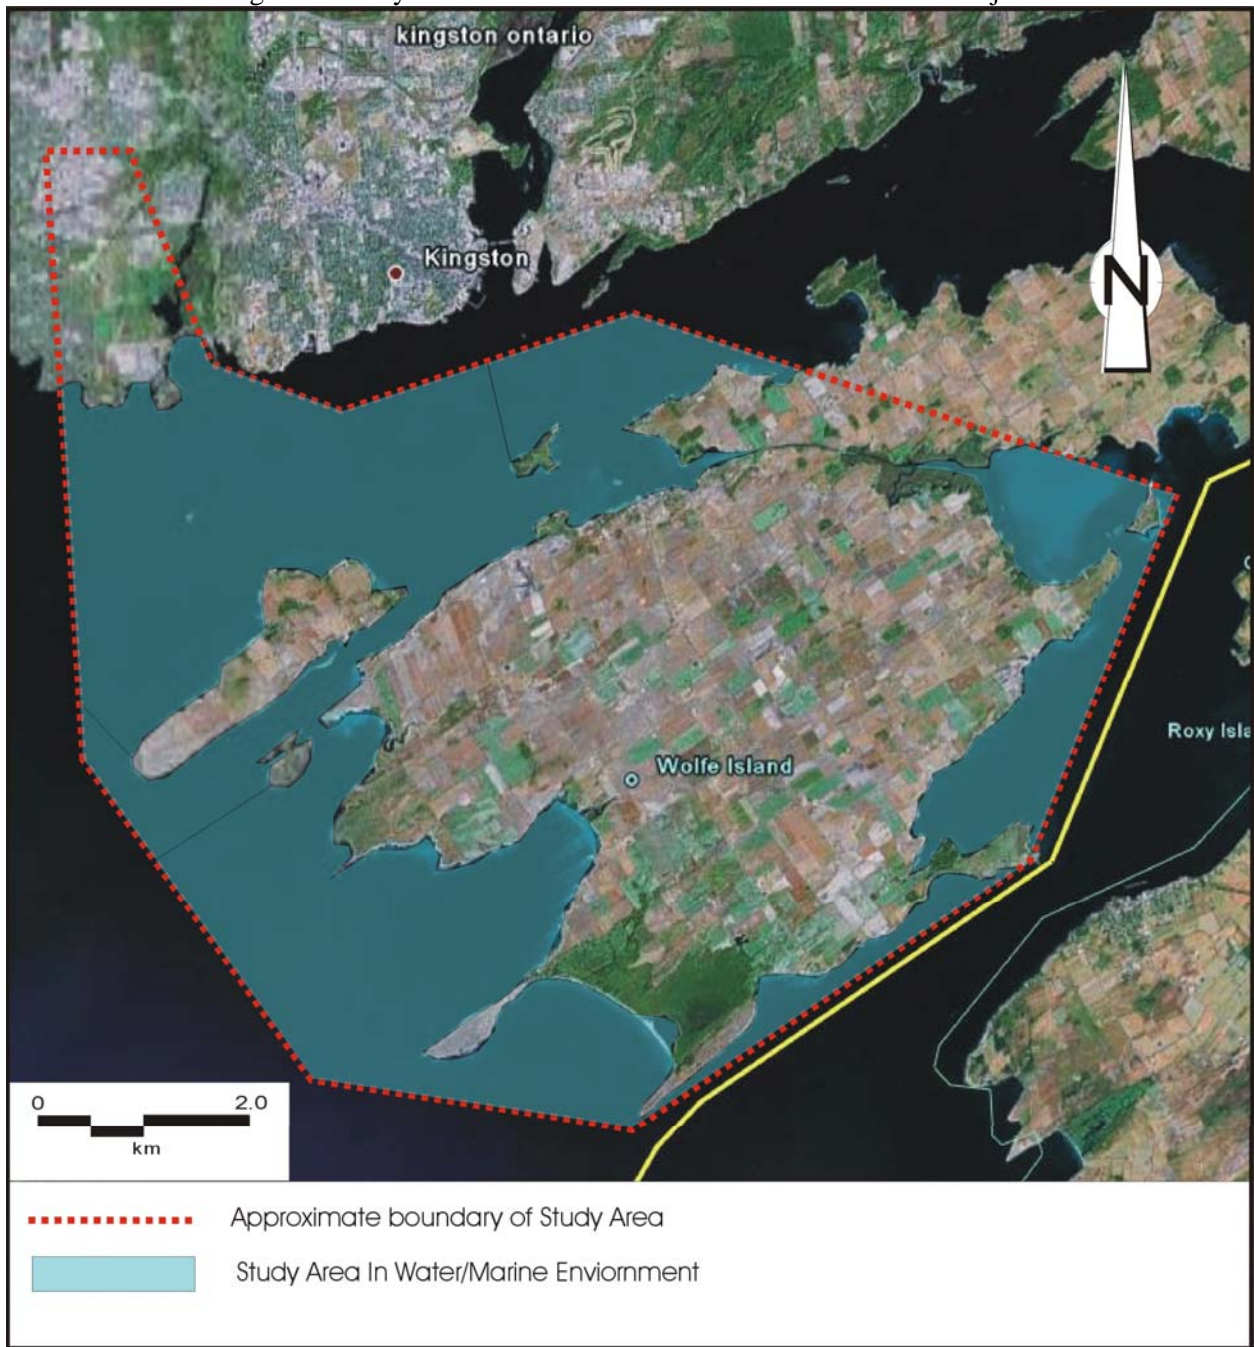 kingston ontario
Kingston
N
Roxy Isla
Wolfe Island
0 2.0
km
Approximate boundary of Study Area
Study Area In Water/Marine Enviornment